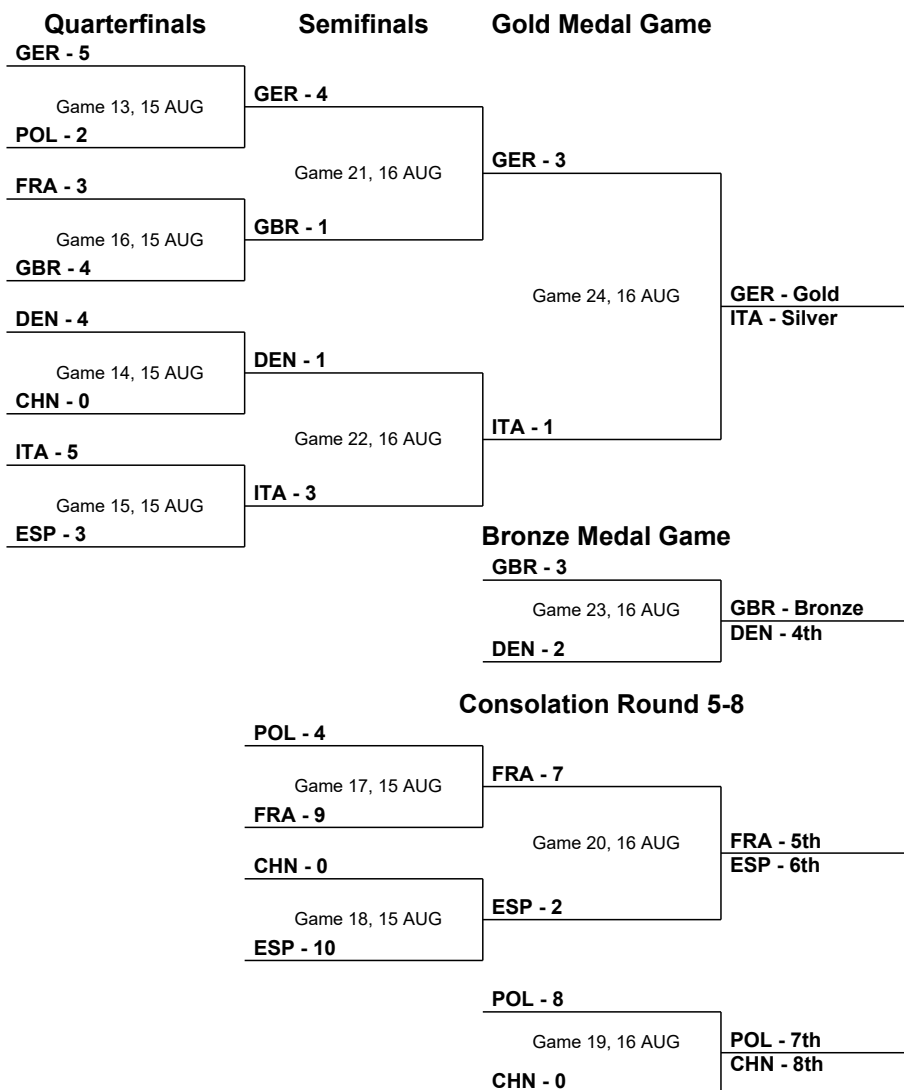 Quarterfinals Semifinals Gold Medal Game
GER - 5
Game 13, 15 AUG
GER - 4
POL - 2
Game 21, 16 AUG
GER - 3
FRA - 3
Game 16, 15 AUG
GBR - 1
GBR - 4
Game 24, 16 AUG
GER - Gold
ITA - Silver
DEN - 4
Game 14, 15 AUG
DEN - 1
CHN - 0
Game 22, 16 AUG
ITA - 1
ITA - 5
Game 15, 15 AUG
ITA - 3
ESP - 3
Bronze Medal Game
GBR - 3
Game 23, 16 AUG
GBR - Bronze
DEN - 4th
DEN - 2
Consolation Round 5-8
POL - 4
Game 17, 15 AUG
FRA - 7
FRA - 9
Game 20, 16 AUG
FRA - 5th
ESP - 6th
CHN - 0
Game 18, 15 AUG
ESP - 2
ESP - 10
POL - 8
Game 19, 16 AUG
POL - 7th
CHN - 8th
CHN - 0